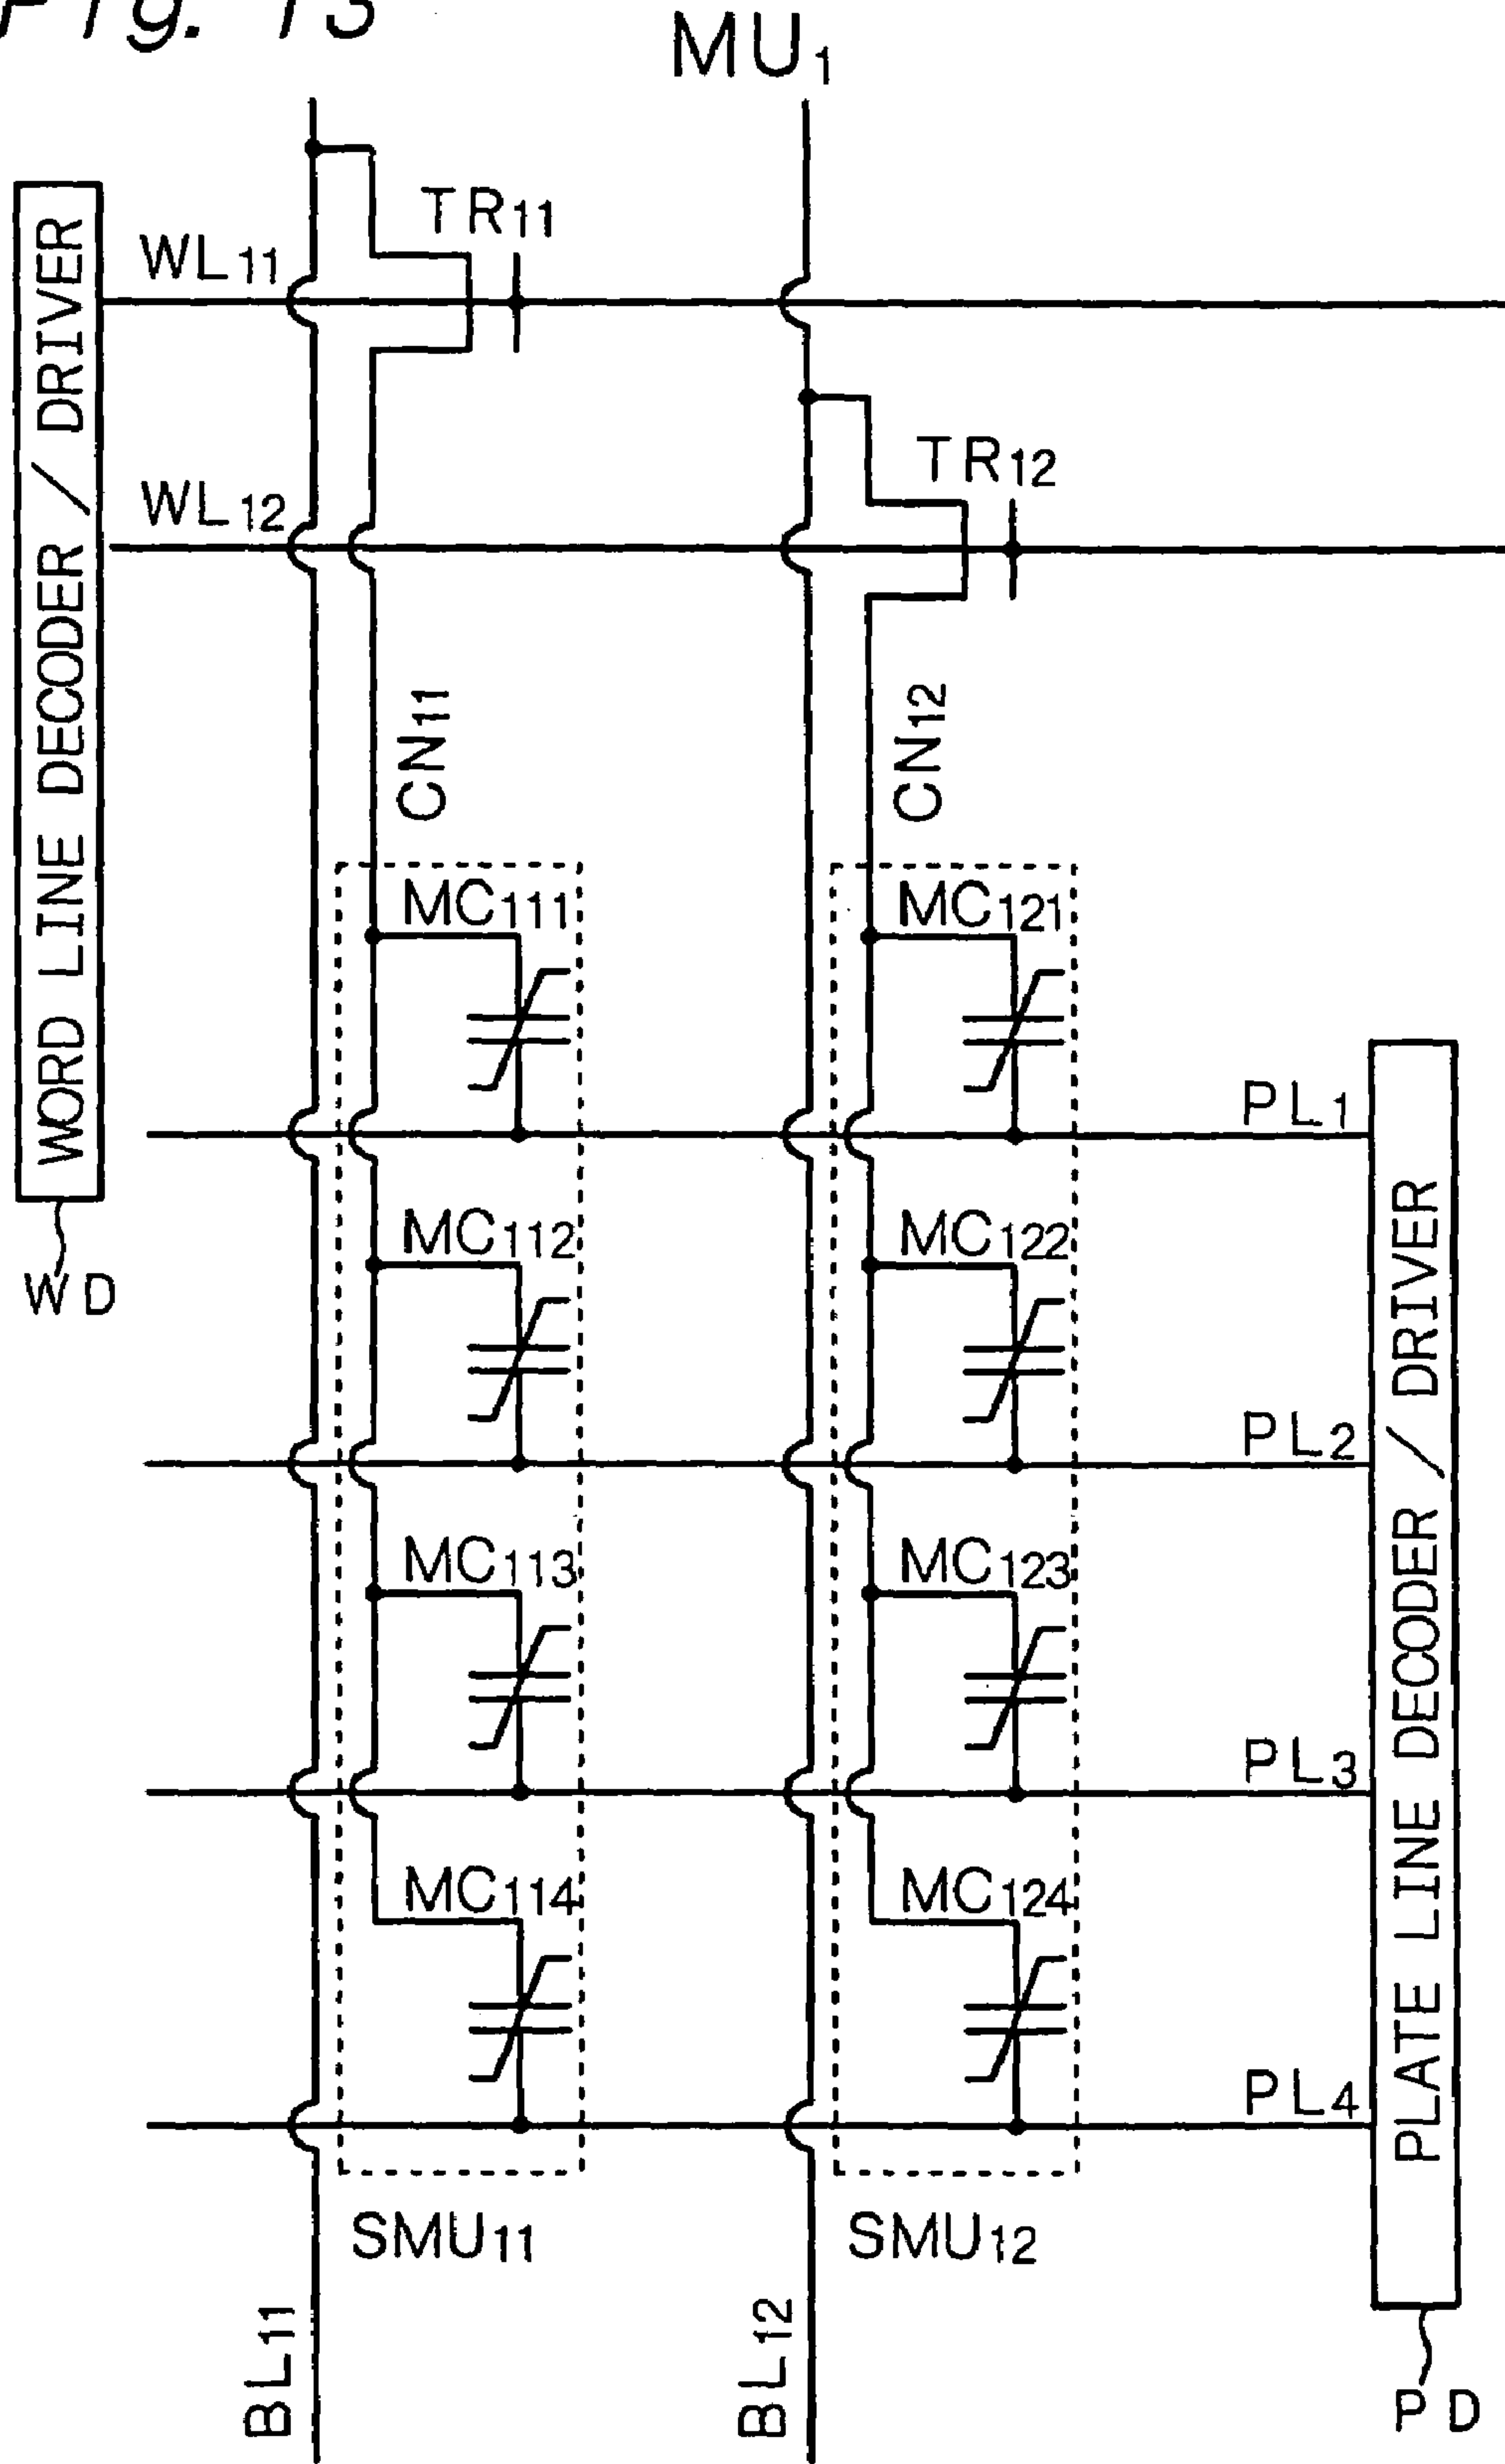 Fig. 13
MU1
TR11
WL11
WORD LINE DECODER / DRIVER
TR12
WL12
CN11
CN12
MC111
MC121
PL1
MC112
MC122
WD
PL2
PLATE LINE DECODER / DRIVER
MC113
MC123
PL3
MC114
MC124
PL4
SMU11
SMU12
BL11
BL12
PD